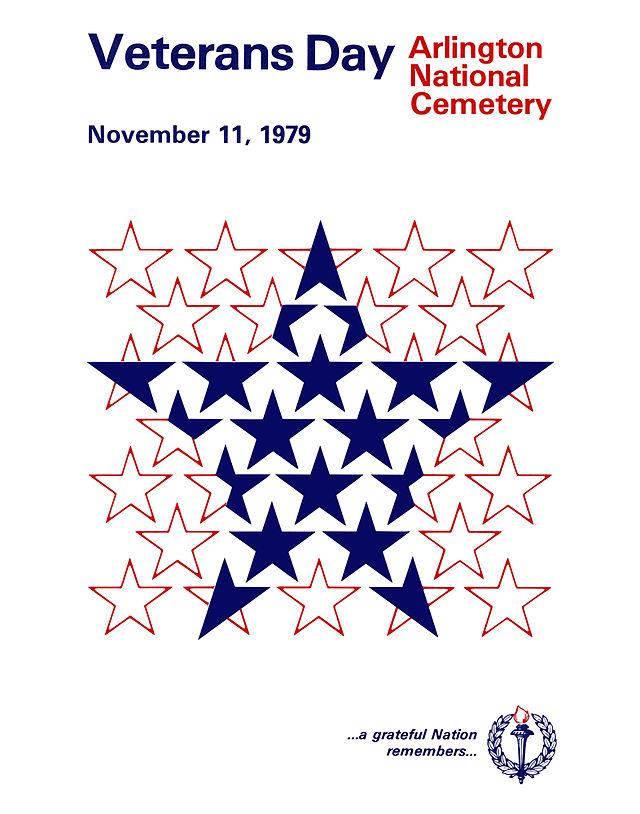 Veterans Day
Arlington
National
Cemetery
November 11, 1979
...a grateful Nation
remembers...